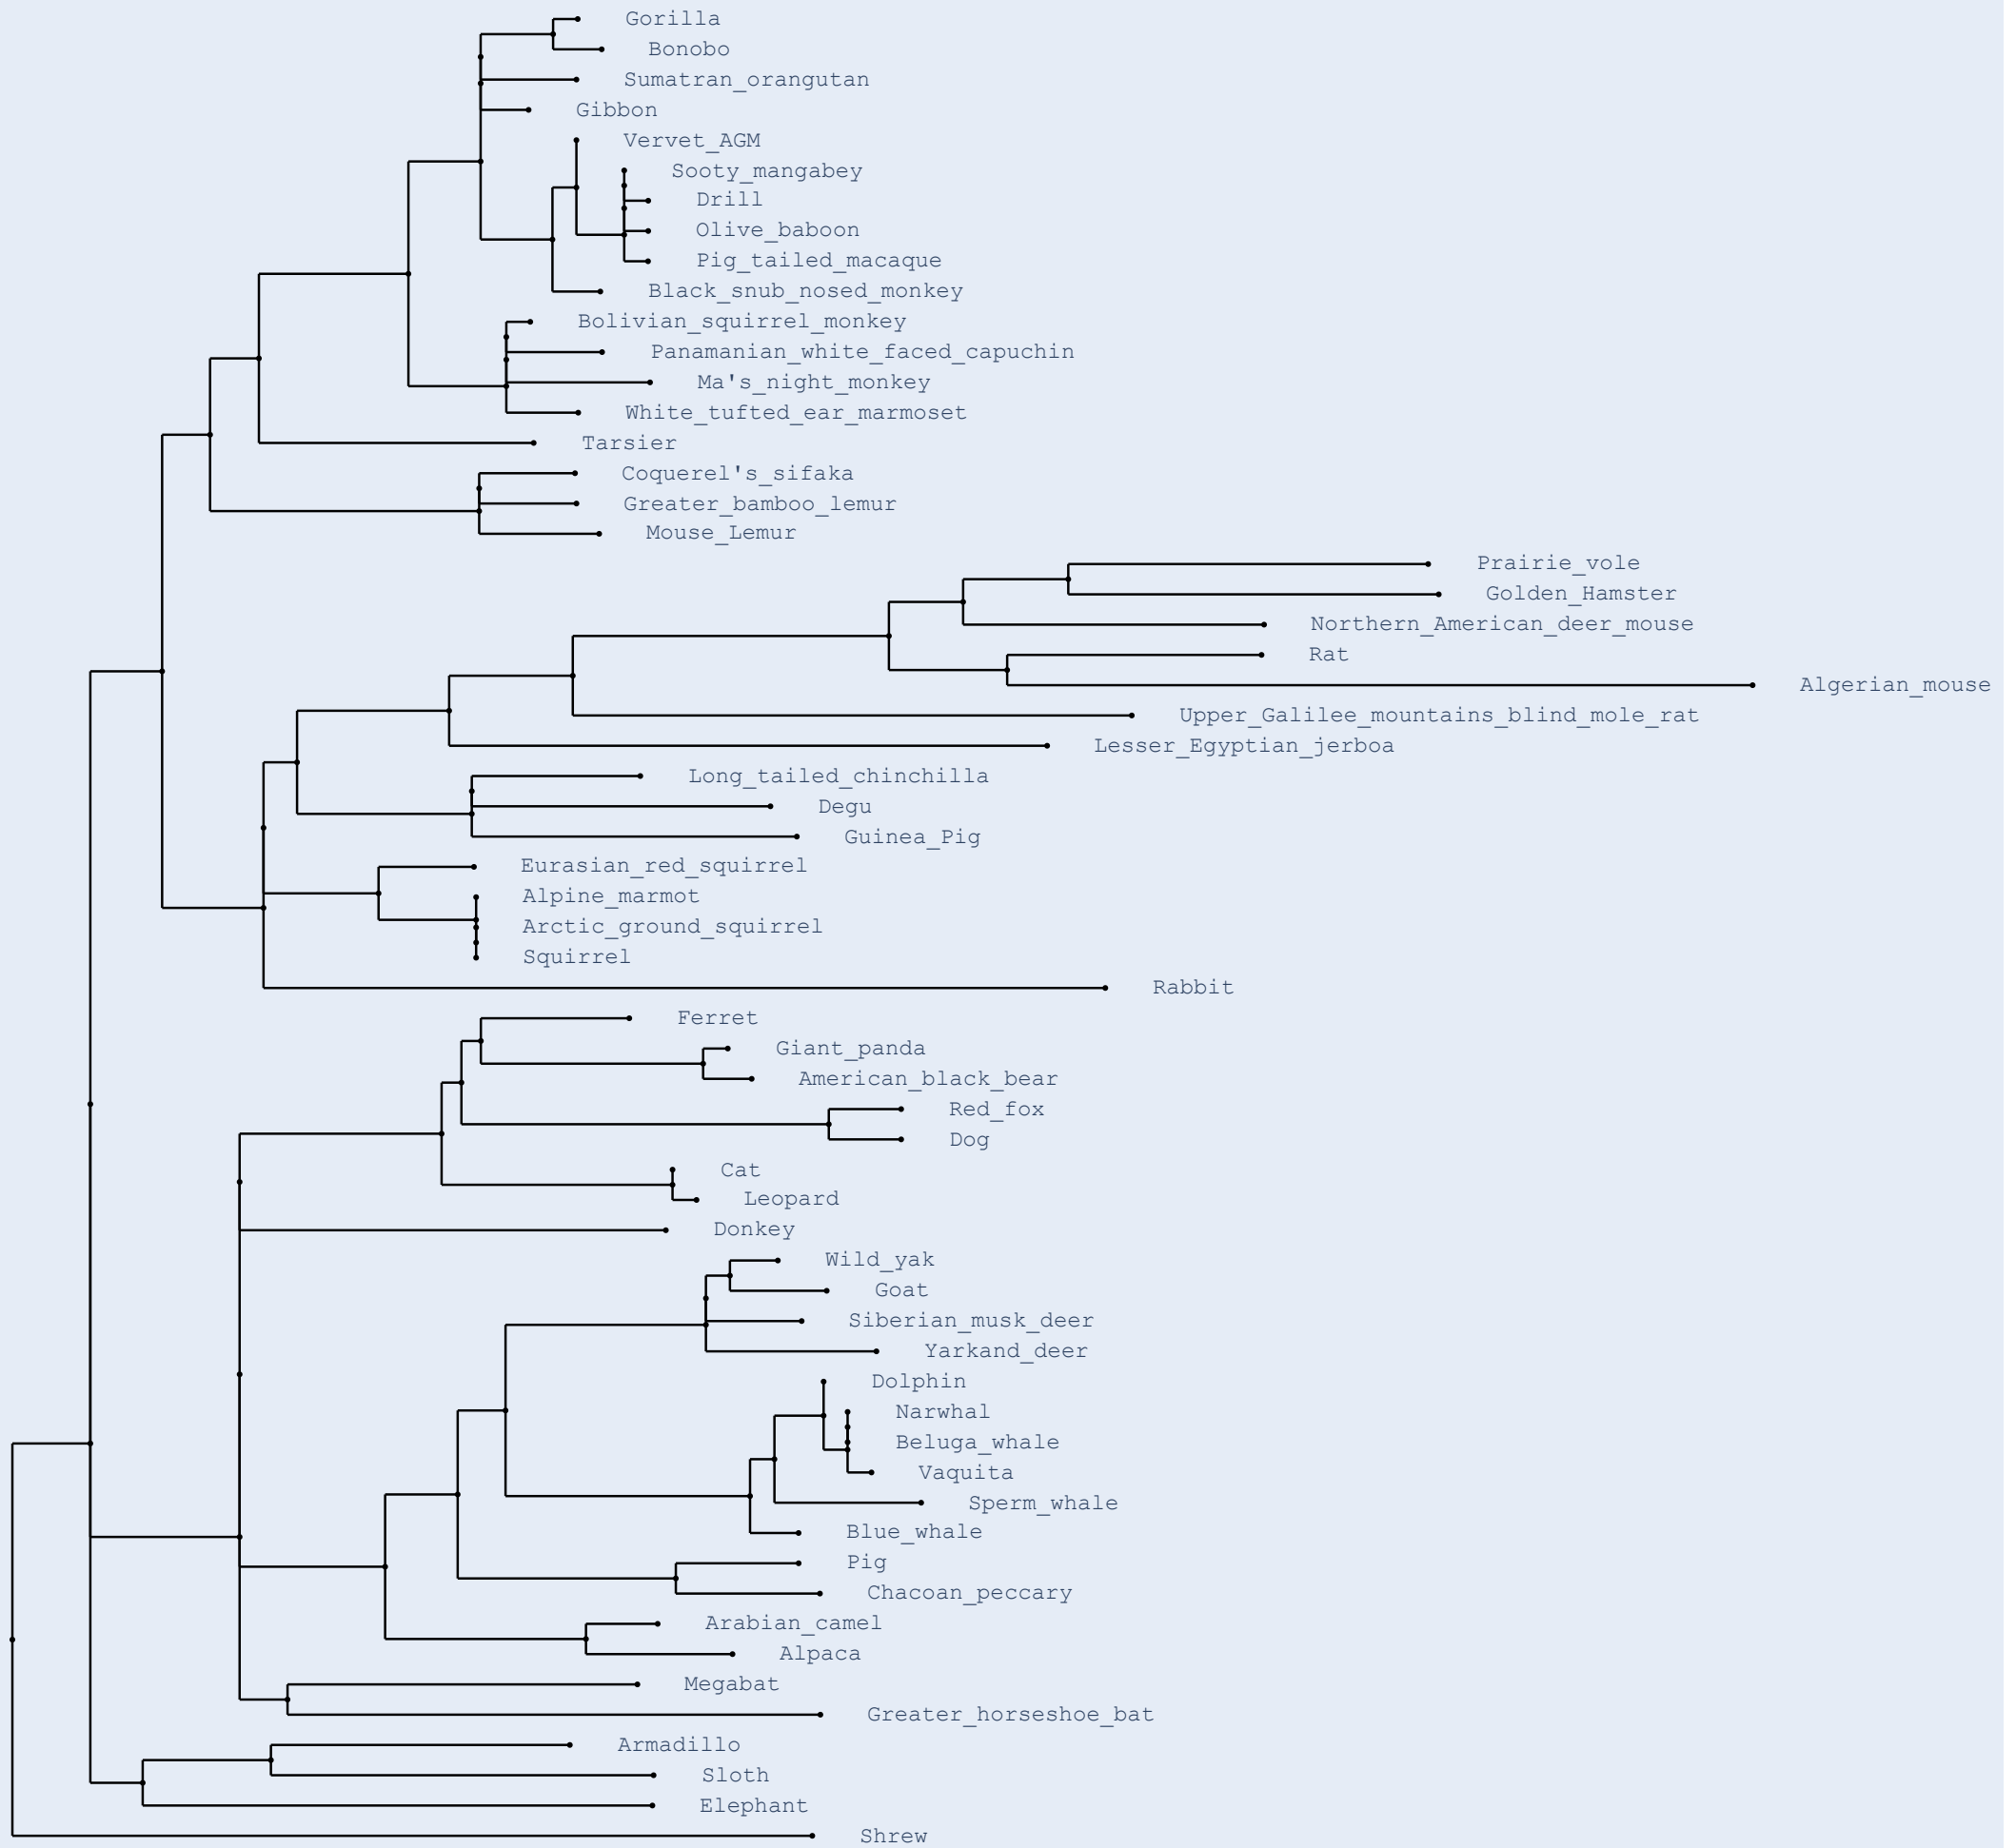 Gorilla
Bonobo
Sumatran_orangutan
Gibbon
Vervet_AGM
Sooty_mangabey
Drill
Olive_baboon
Pig_tailed_macaque
Black_snub_nosed_monkey
Bolivian_squirrel_monkey
Panamanian_white_faced_capuchin
Ma's_night_monkey
White_tufted_ear_marmoset
Tarsier
Coquerel's_sifaka
Greater_bamboo_lemur
Mouse_Lemur
Prairie_vole
Golden_Hamster
Northern_American_deer_mouse
Rat
Algerian_mouse
Upper_Galilee_mountains_blind_mole_rat
Lesser_Egyptian_jerboa
Long_tailed_chinchilla
Degu
Guinea_Pig
Eurasian_red_squirrel
Alpine_marmot
Arctic_ground_squirrel
Squirrel
Rabbit
Ferret
Giant_panda
American_black_bear
Red_fox
Dog
Cat
Leopard
Donkey
Wild_yak
Goat
Siberian_musk_deer
Yarkand_deer
Dolphin
Narwhal
Beluga_whale
Vaquita
Sperm_whale
Blue_whale
Pig
Chacoan_peccary
Arabian_camel
Alpaca
Megabat
Greater_horseshoe_bat
Armadillo
Sloth
Elephant
Shrew